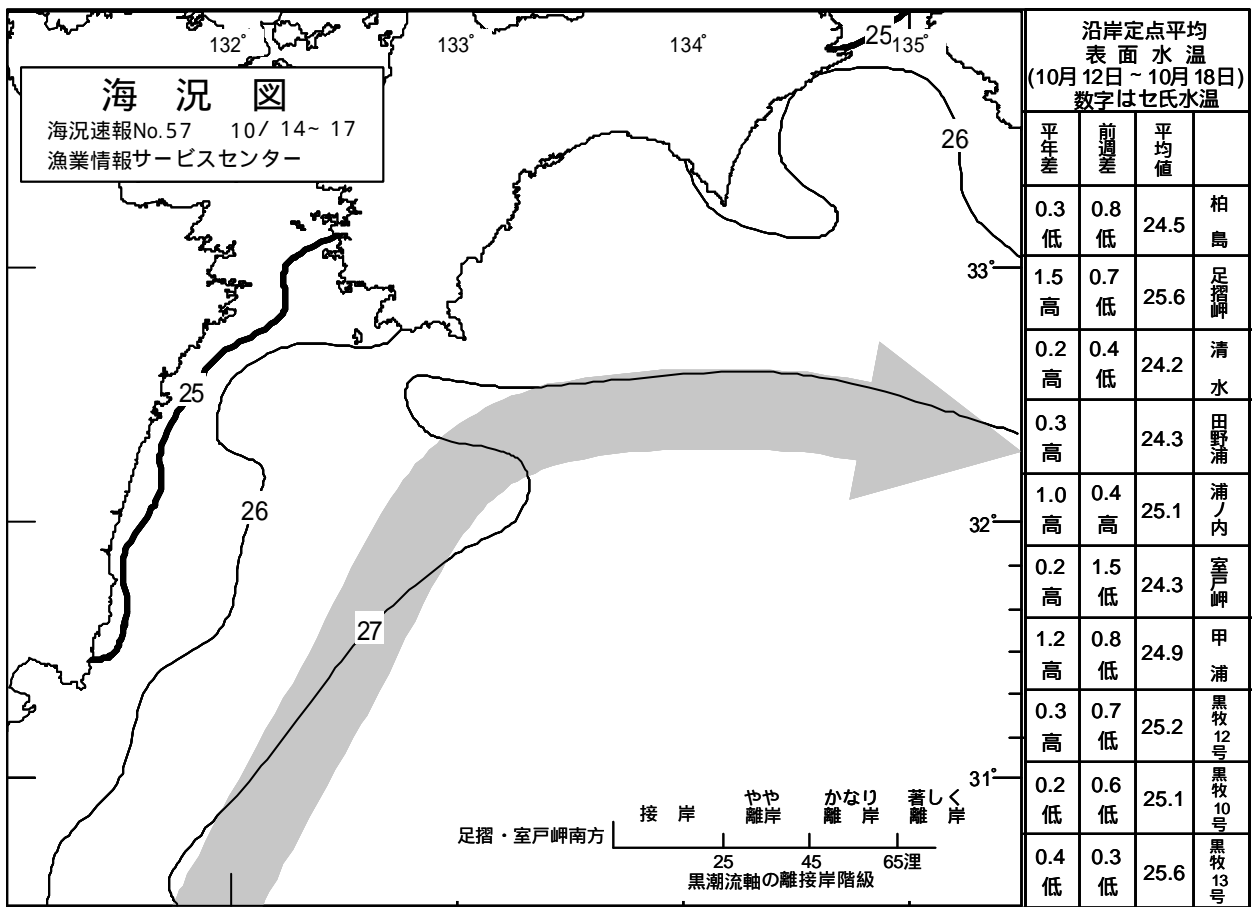 132°
133°
134°
25
135°
海況図
海況速報No.57 10/ 14~ 17
漁業情報サービスセンター
26
33°
25
26
32°
27
31°
接岸
やや離岸
かなり離岸
著しく離岸
足摺・室戸岬南方
25 45 65浬
黒潮流軸の離接岸階級
沿岸定点平均
表面水温
(10月12日~10月18日)
数字はセ氏水温
平年差 前週差 平均値
0.3低 0.8低 24.5 柏島
1.5高 0.7低 25.6 足摺岬
0.2高 0.4低 24.2 清水
0.3高 24.3 田野浦
1.0高 0.4高 25.1 浦ノ内
0.2高 1.5低 24.3 室戸岬
1.2高 0.8低 24.9 甲浦
0.3高 0.7低 25.2 黒牧12号
0.2低 0.6低 25.1 黒牧10号
0.4低 0.3低 25.6 黒牧13号